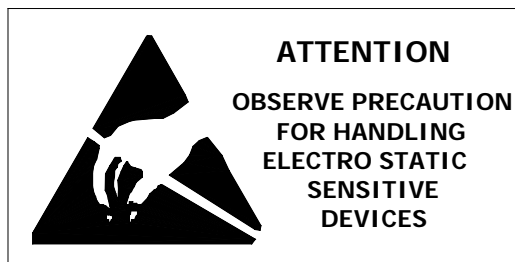 ATTENTION
OBSERVE PRECAUTION
FOR HANDLING
ELECTRO STATIC
SENSITIVE
DEVICES